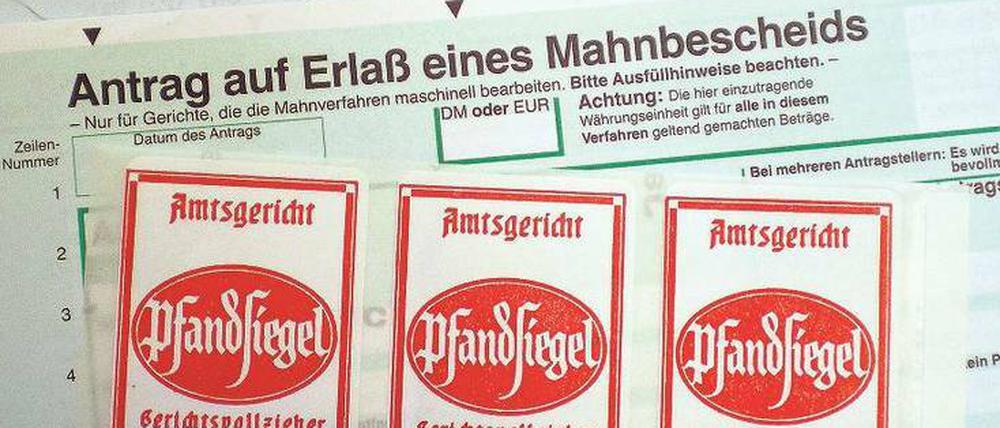 Antrag auf Erlaß eines Mahnbescheids
– Nur für Gerichte, die die Mahnverfahren maschinell bearbeiten. Bitte Ausfüllhinweise beachten. –
Zeilen-
Nummer
Datum des Antrags
DM oder EUR
Achtung: Die hier einzutragende
Währungseinheit gilt für alle in diesem
Verfahren geltend gemachten Beträge.
Bei mehreren Antragstellern: Es wird
1
2
3
4
Amtsgericht
Pfandsiegel
Gerichtsvollzieher
Amtsgericht
Pfandsiegel
Amtsgericht
Pfandsiegel
ein P